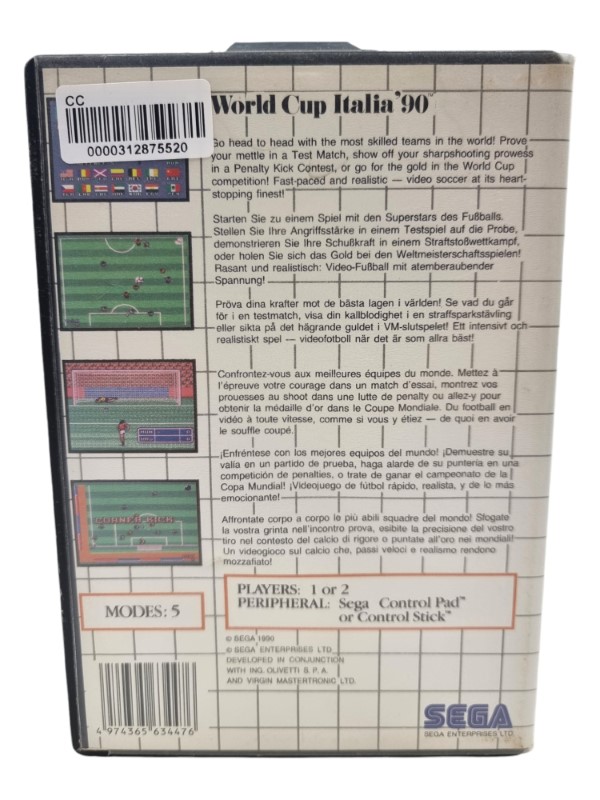 CC
0000312875520
World Cup Italia '90™
Go head to head with the most skilled teams in the world! Prove
your mettle in a Test Match, show off your sharpshooting prowess
in a Penalty Kick Contest, or go for the gold in the World Cup
competition! Fast-paced and realistic — video soccer at its heart-
stopping finest!
Starten Sie zu einem Spiel mit den Superstars des Fußballs.
Stellen Sie Ihre Angriffsstärke in einem Testspiel auf die Probe,
demonstrieren Sie Ihre Schußkraft in einem Straftstoßwettkampf,
oder holen Sie sich das Gold bei den Weltmeisterschaftsspielen!
Rasant und realistisch: Video-Fußball mit atemberaubender
Spannung!
Pröva dina krafter mot de bästa lagen i världen! Se vad du går
för i en testmatch, visa din kallblodighet i en straffsparkstävling
eller sikta på det hägrande guldet i VM-slutspelet! Ett intensivt och
realistiskt spel — videofotboll när det är som allra bäst!
Confrontez-vous aux meilleures équipes du monde. Mettez à
l'épreuve votre courage dans un match d'essai, montrez vos
prouesses au shoot dans une lutte de penalty ou allez-y pour
obtenir la médaille d'or dans le Coupe Mondiale. Du football en
vidéo à toute vitesse, comme si vous y étiez — de quoi en avoir
le souffle coupé.
¡Enfréntese con los mejores equipos del mundo! ¡Demuestre su
valía en un partido de prueba, haga alarde de su puntería en una
competición de penalties, o trate de ganar el campeonato de la
Copa Mundial! ¡Videojuego de fútbol rápido, realista, y de lo más
emocionante!
Affrontate corpo a corpo le più abili squadre del mondo! Sfogate
la vostra grinta nell'incontro prova, esibite la precisione del vostro
tiro nel contesto del calcio di rigore o puntate all'oro nei mondiali!
Un videogioco sul calcio che, passi veloci e realismo rendono
mozzafiato!
CORNER KICK
MODES: 5
PLAYERS: 1 or 2
PERIPHERAL: Sega Control Pad™
or Control Stick™
© SEGA 1990
© SEGA ENTERPRISES LTD.
DEVELOPED IN CONJUNCTION
WITH ING. OLIVETTI S. P. A.
AND VIRGIN MASTERTRONIC LTD.
4 974365 634476
SEGA
SEGA ENTERPRISES LTD.